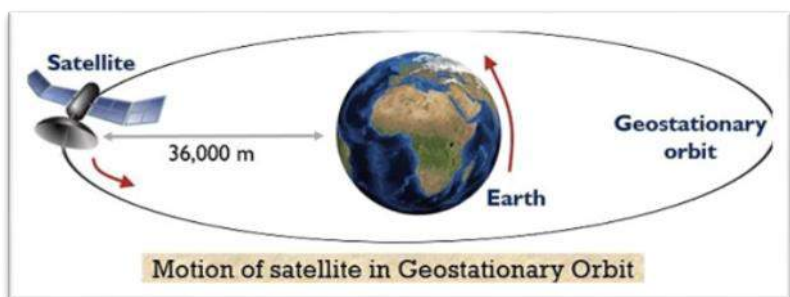 Satellite
36,000 m
Geostationary
orbit
Earth
Motion of satellite in Geostationary Orbit